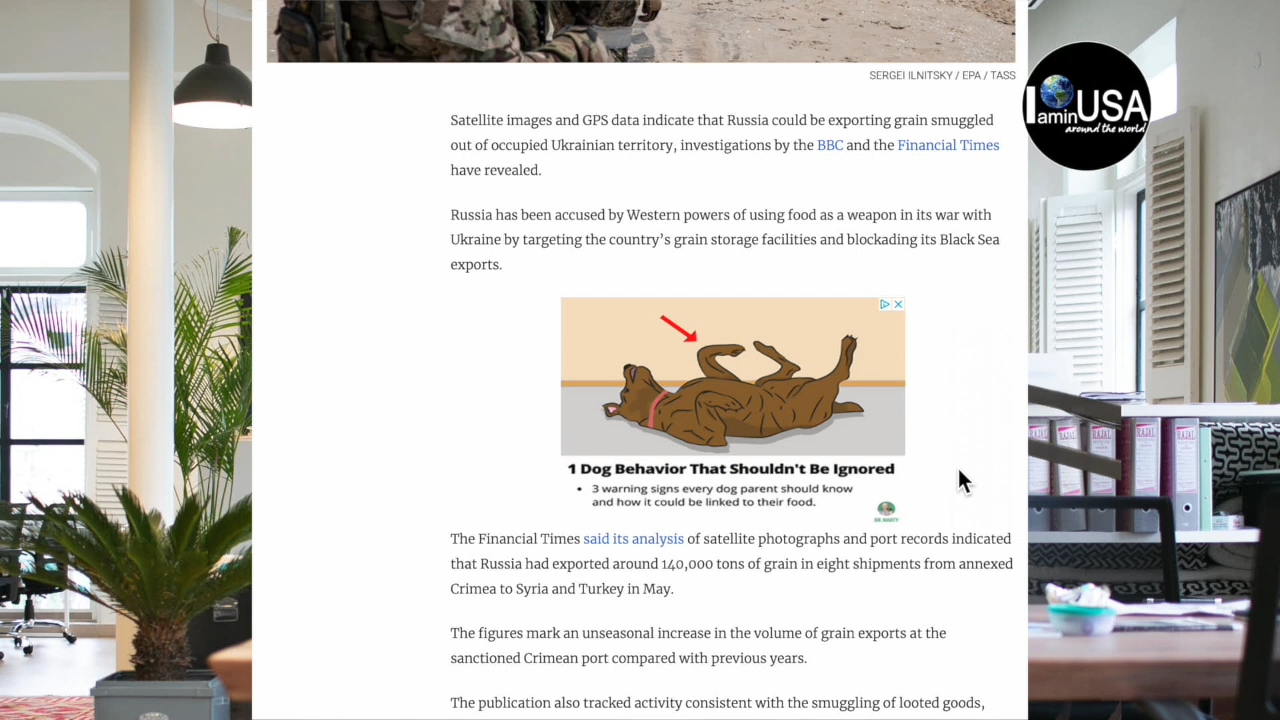 SERGEI ILNITSKY / EPA / TASS
I aminUSA
around the world
Satellite images and GPS data indicate that Russia could be exporting grain smuggled
out of occupied Ukrainian territory, investigations by the BBC and the Financial Times
have revealed.
Russia has been accused by Western powers of using food as a weapon in its war with
Ukraine by targeting the country’s grain storage facilities and blockading its Black Sea
exports.
1 Dog Behavior That Shouldn't Be Ignored
• 3 warning signs every dog parent should know
and how it could be linked to their food.
DR. MARTY
RAJAL RAJAL RAJAL RAJAL
The Financial Times said its analysis of satellite photographs and port records indicated
that Russia had exported around 140,000 tons of grain in eight shipments from annexed
Crimea to Syria and Turkey in May.
The figures mark an unseasonal increase in the volume of grain exports at the
sanctioned Crimean port compared with previous years.
The publication also tracked activity consistent with the smuggling of looted goods,